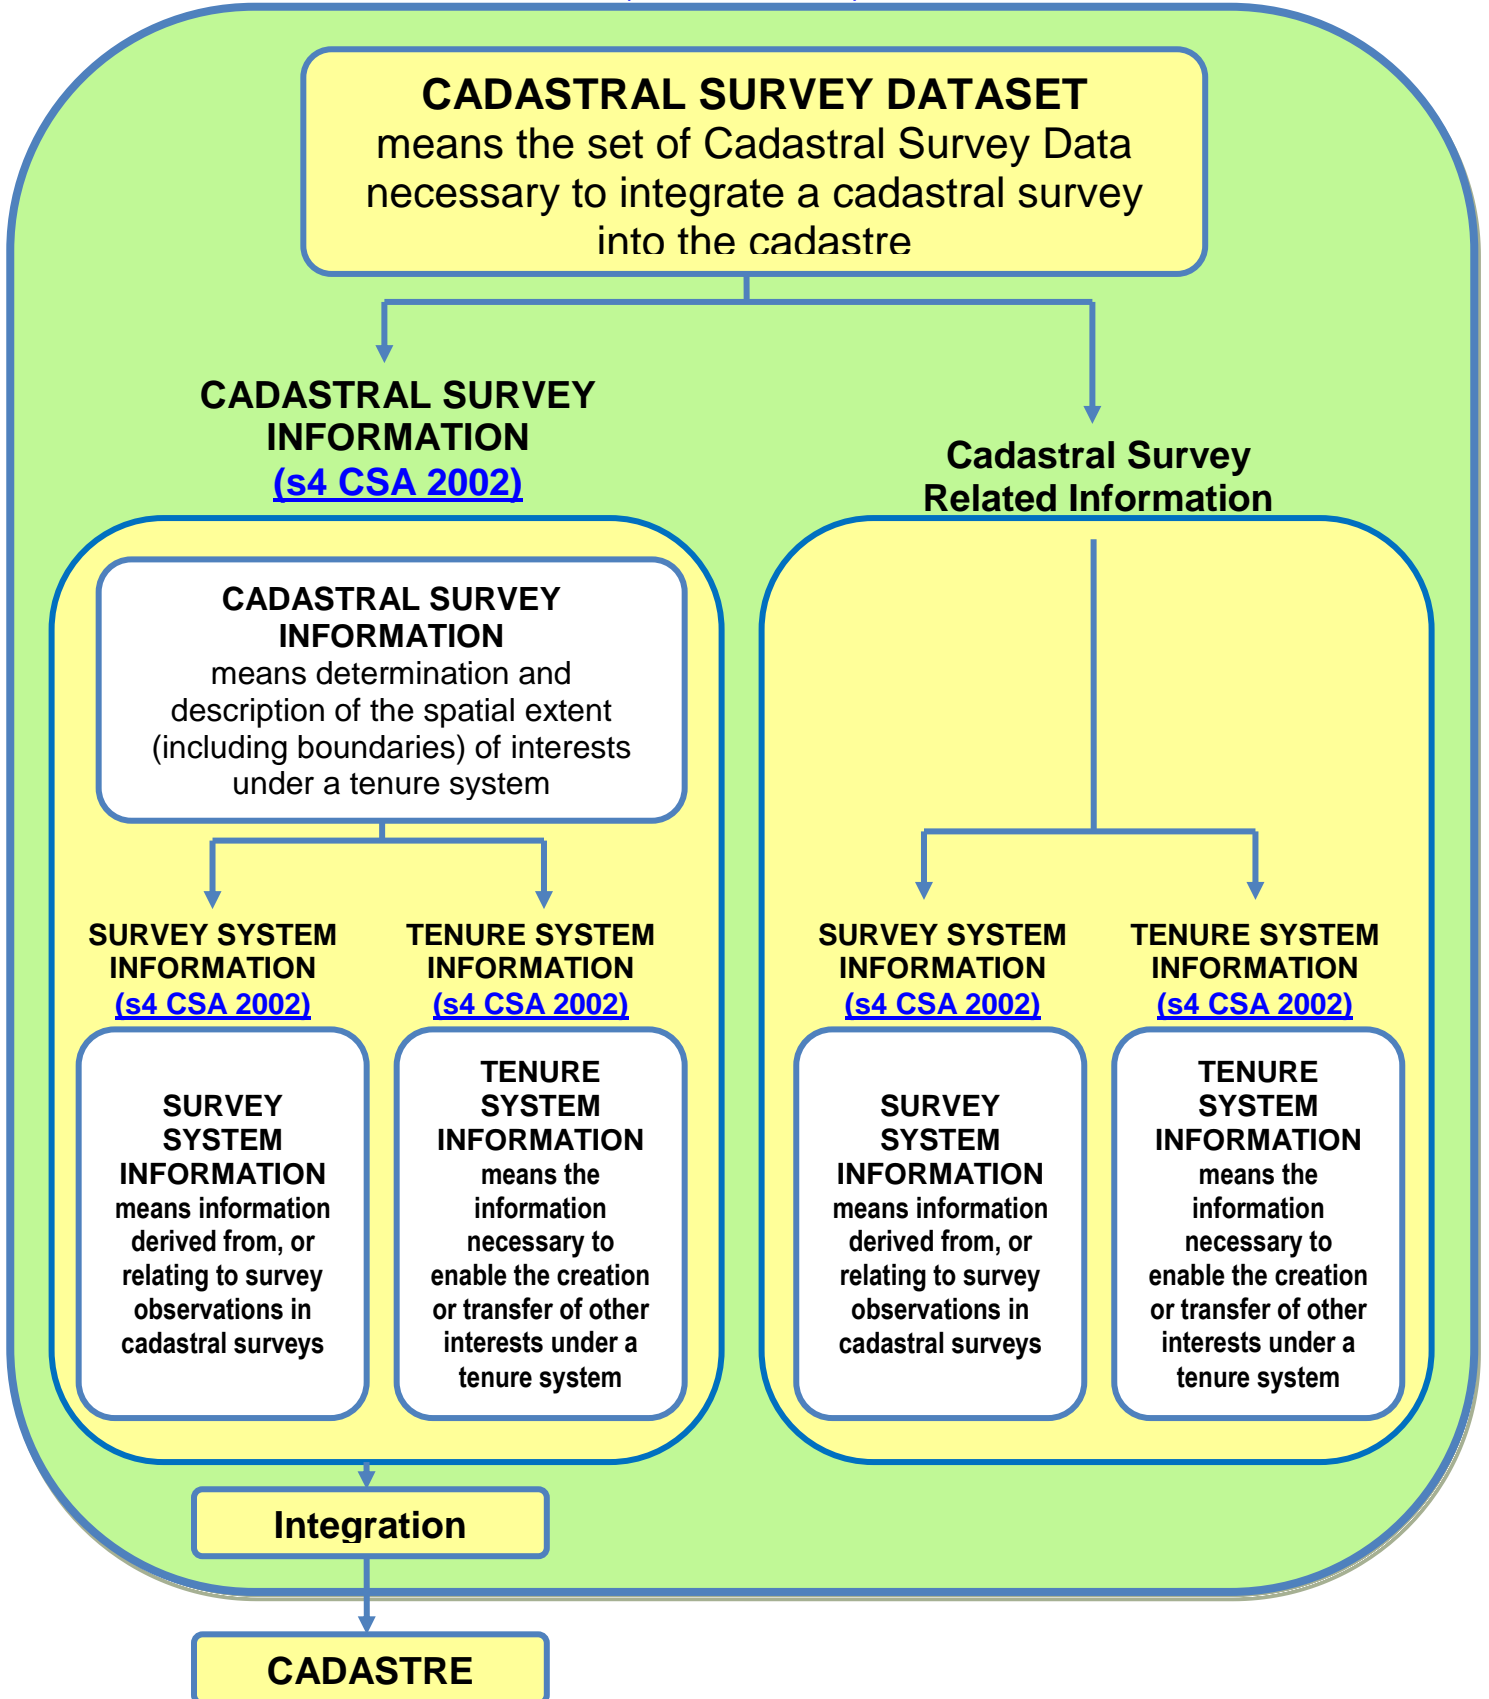 CADASTRAL SURVEY DATASET
means the set of Cadastral Survey Data
necessary to integrate a cadastral survey
into the cadastre
CADASTRAL SURVEY
INFORMATION
(s4 CSA 2002)
Cadastral Survey
Related Information
CADASTRAL SURVEY
INFORMATION
means determination and
description of the spatial extent
(including boundaries) of interests
under a tenure system
SURVEY SYSTEM
INFORMATION
(s4 CSA 2002)
TENURE SYSTEM
INFORMATION
(s4 CSA 2002)
SURVEY SYSTEM
INFORMATION
(s4 CSA 2002)
TENURE SYSTEM
INFORMATION
(s4 CSA 2002)
SURVEY
SYSTEM
INFORMATION
means information
derived from, or
relating to survey
observations in
cadastral surveys
TENURE
SYSTEM
INFORMATION
means the
information
necessary to
enable the creation
or transfer of other
interests under a
tenure system
SURVEY
SYSTEM
INFORMATION
means information
derived from, or
relating to survey
observations in
cadastral surveys
TENURE
SYSTEM
INFORMATION
means the
information
necessary to
enable the creation
or transfer of other
interests under a
tenure system
Integration
CADASTRE